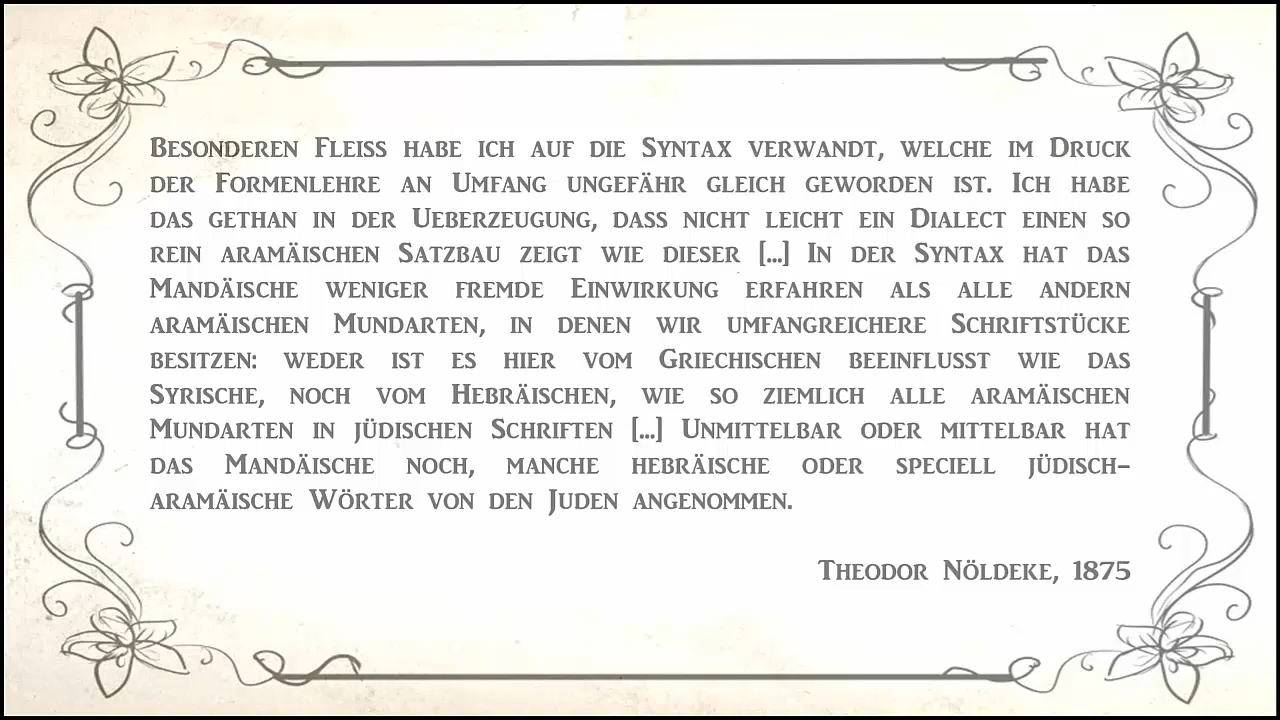 Besonderen Fleiss habe ich auf die Syntax verwandt, welche im Druck
der Formenlehre an Umfang ungefähr gleich geworden ist. Ich habe
das gethan in der Ueberzeugung, dass nicht leicht ein Dialect einen so
rein aramäischen Satzbau zeigt wie dieser [...] In der Syntax hat das
Mandäische weniger fremde Einwirkung erfahren als alle andern
aramäischen Mundarten, in denen wir umfangreichere Schriftstücke
besitzen: weder ist es hier vom Griechischen beeinflusst wie das
Syrische, noch vom Hebräischen, wie so ziemlich alle aramäischen
Mundarten in jüdischen Schriften [...] Unmittelbar oder mittelbar hat
das Mandäische noch, manche hebräische oder speciell jüdisch-
aramäische Wörter von den Juden angenommen.
Theodor Nöldeke, 1875